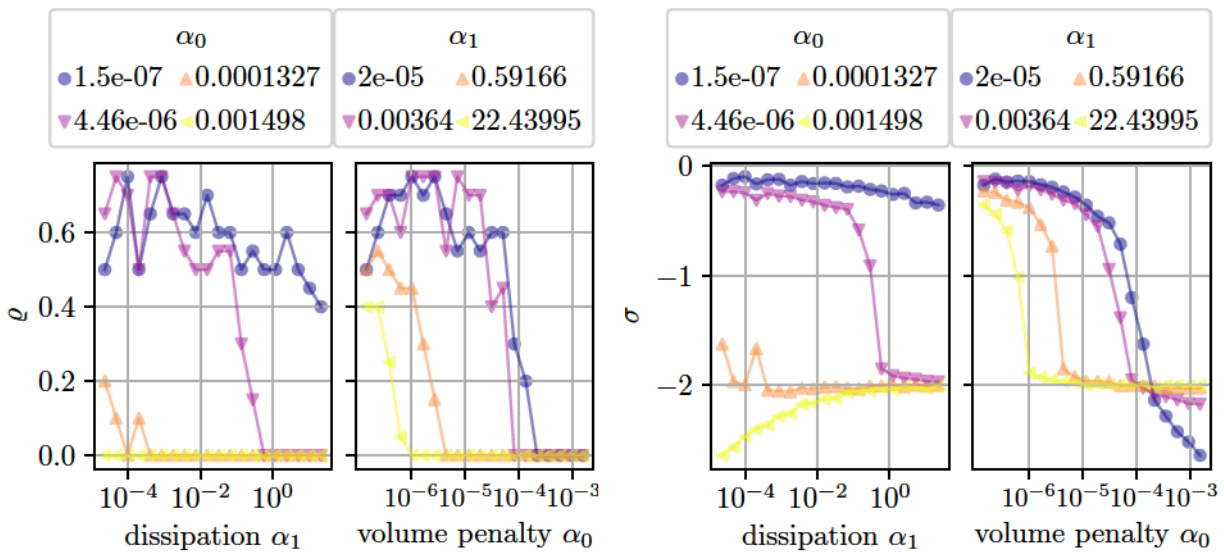 α₀
1.5e-07 0.0001327
4.46e-06 0.001498
α₁
2e-05 0.59166
0.00364 22.43995
α₀
1.5e-07 0.0001327
4.46e-06 0.001498
α₁
2e-05 0.59166
0.00364 22.43995
ϱ
0.6
0.4
0.2
0.0
10⁻⁴ 10⁻² 10⁰
dissipation α₁
10⁻⁶ 10⁻⁵ 10⁻⁴ 10⁻³
volume penalty α₀
σ
0
−1
−2
10⁻⁴ 10⁻² 10⁰
dissipation α₁
10⁻⁶ 10⁻⁵ 10⁻⁴ 10⁻³
volume penalty α₀